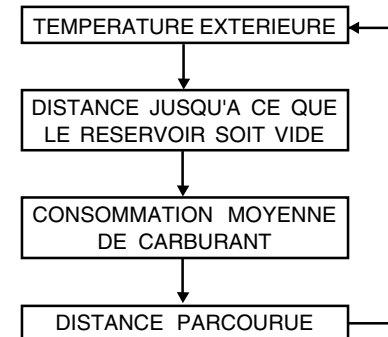 TEMPERATURE EXTERIEURE
DISTANCE JUSQU'A CE QUE
LE RESERVOIR SOIT VIDE
CONSOMMATION MOYENNE
DE CARBURANT
DISTANCE PARCOURUE